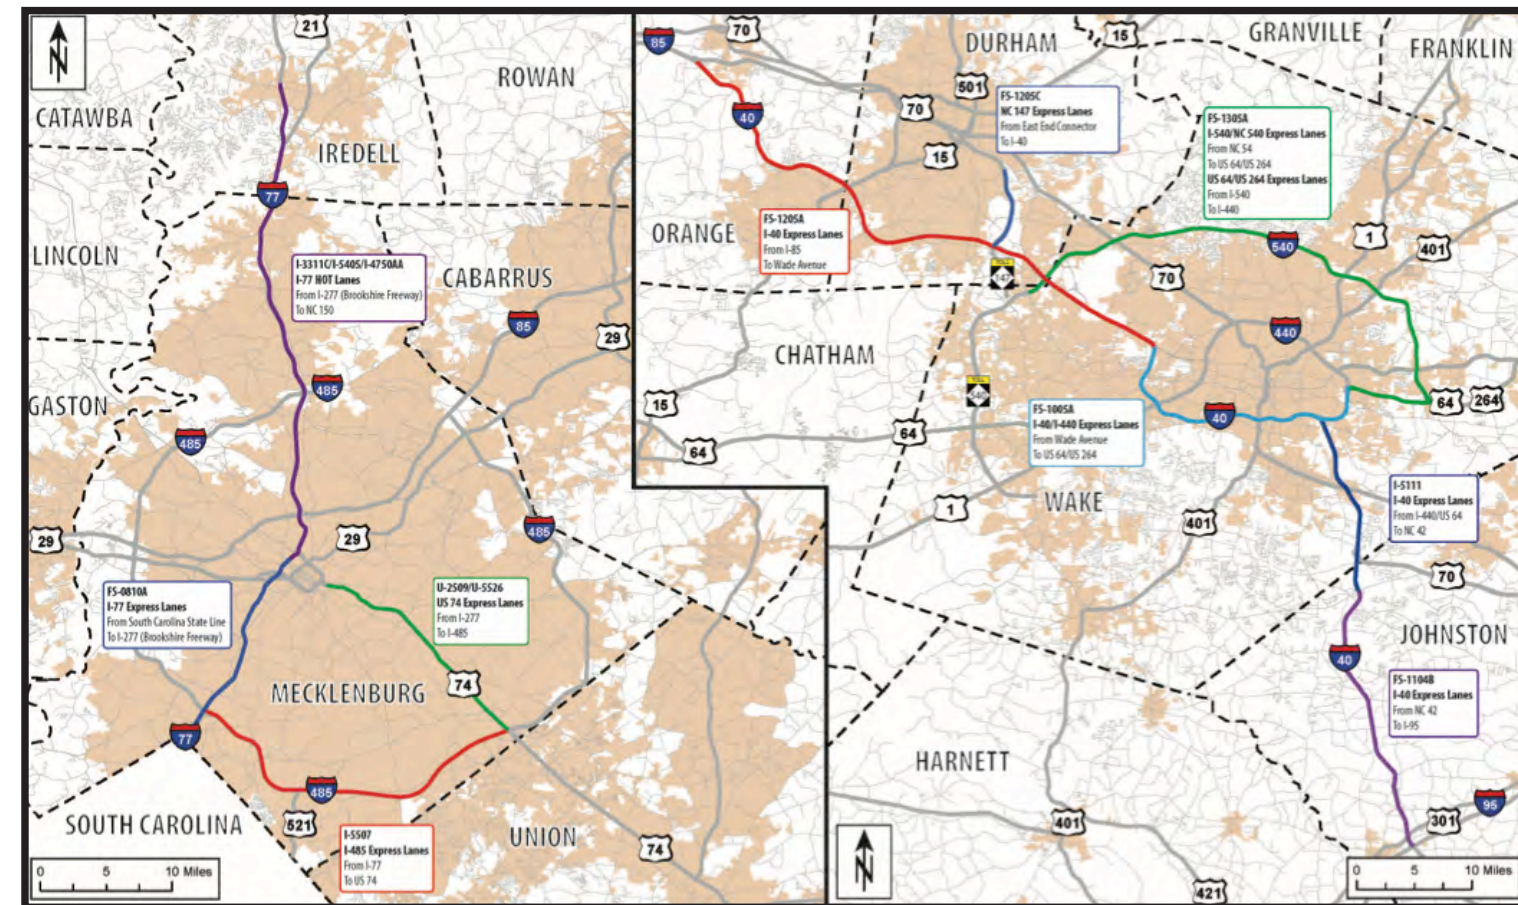 21
N
ROWAN
CATAWBA
IREDELL
77
LINCOLN
I-3311C/I-5405/I-4750AA
I-77 HOT Lanes
From I-277 (Brookshire Freeway)
To NC 150
CABARRUS
85
29
485
GASTON
485
485
29
29
FS-0810A
I-77 Express Lanes
From South Carolina State Line
To I-277 (Brookshire Freeway)
U-2509/U-5526
US 74 Express Lanes
From I-277
To I-485
MECKLENBURG
74
77
485
SOUTH CAROLINA
521
I-5507
I-485 Express Lanes
From I-77
To US 74
UNION
74
0 5 10 Miles
85
70
DURHAM
15
GRANVILLE
FRANKLIN
501
40
70
FS-1205C
NC 147 Express Lanes
From East End Connector
To I-40
FS-1305A
I-540/NC 540 Express Lanes
From NC 54
To US 64/US 264
US 64/US 264 Express Lanes
From I-540
To I-440
15
ORANGE
FS-1205A
I-40 Express Lanes
From I-85
To Wade Avenue
540
1
401
TOLL
147
70
440
CHATHAM
TOLL
540
15
64
264
FS-1005A
I-40/I-440 Express Lanes
From Wade Avenue
To US 64/US 264
40
64
64
I-5111
I-40 Express Lanes
From I-440/US 64
To NC 42
WAKE
1
401
70
JOHNSTON
40
FS-1104B
I-40 Express Lanes
From NC 42
To I-95
HARNETT
95
401
301
N
421
0 5 10 Miles